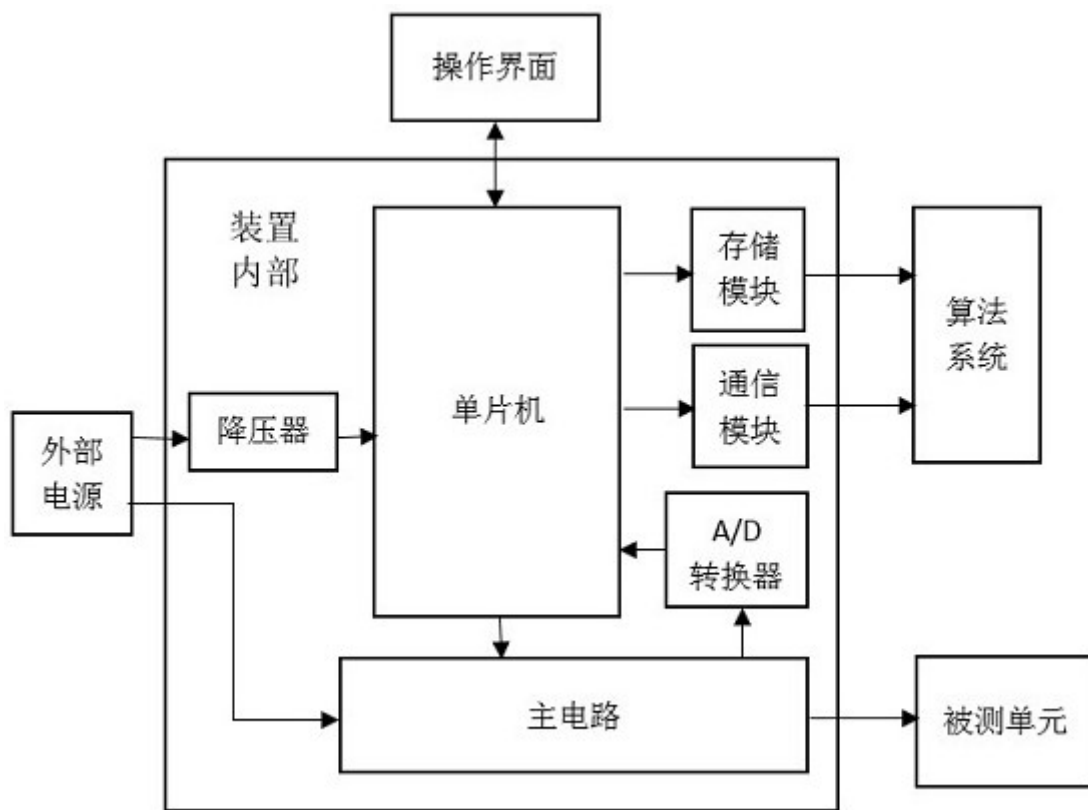 操作界面
装置
内部
存储
模块
算法
系统
单片机
通信
模块
降压器
外部
电源
A/D
转换器
主电路
被测单元